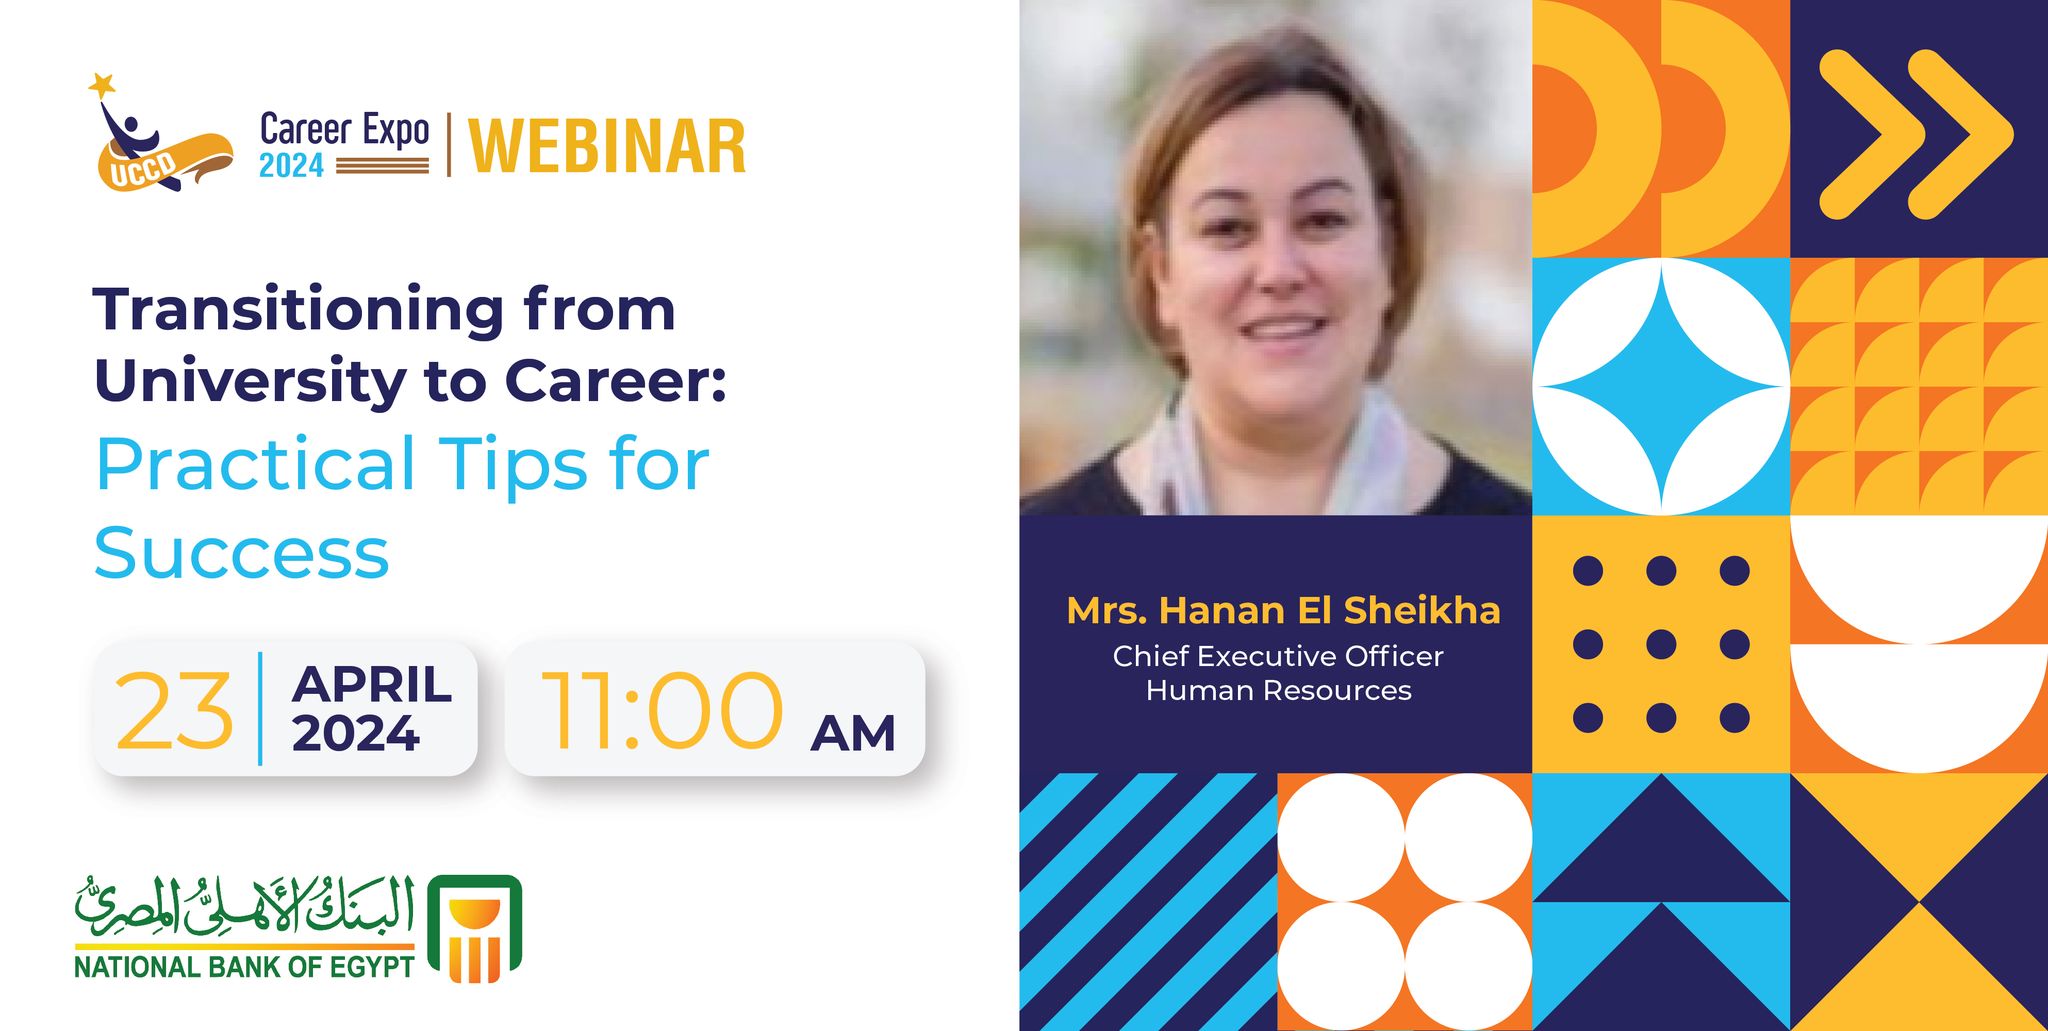 UCCD
Career Expo
2024
WEBINAR
Transitioning from
University to Career:
Practical Tips for
Success
23
APRIL
2024
11:00 AM
البنك الأهلي المصري
NATIONAL BANK OF EGYPT
Mrs. Hanan El Sheikha
Chief Executive Officer
Human Resources